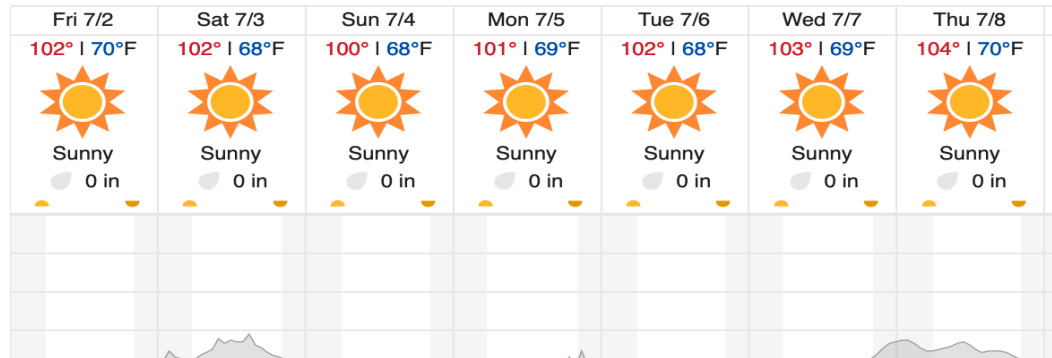 Fri 7/2 Sat 7/3 Sun 7/4 Mon 7/5 Tue 7/6 Wed 7/7 Thu 7/8
102° | 70°F 102° | 68°F 100° | 68°F 101° | 69°F 102° | 68°F 103° | 69°F 104° | 70°F
Sunny Sunny Sunny Sunny Sunny Sunny Sunny
0 in 0 in 0 in 0 in 0 in 0 in 0 in